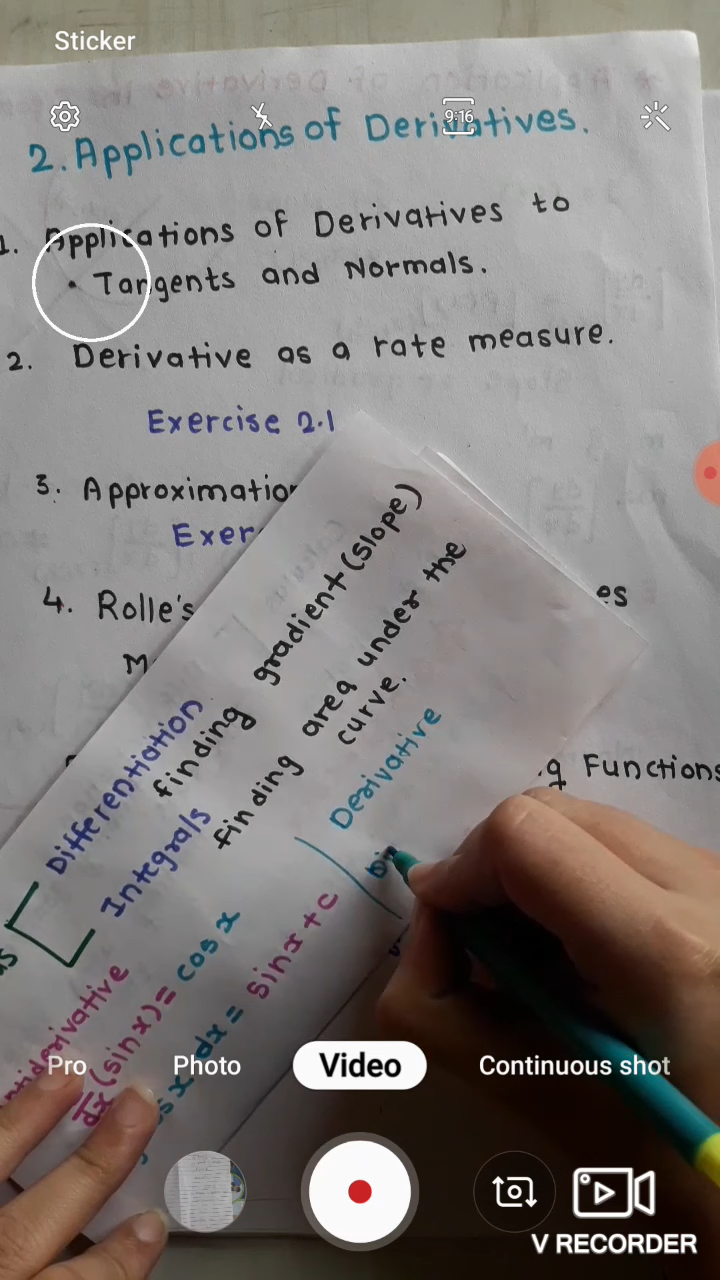 Sticker
9:16
2. Applications of Derivatives.
1. Applications of Derivatives to
• Tangents and Normals.
2. Derivative as a rate measure.
Exercise 2.1
3. Approximation
Exer
4. Rolle's
es
M
g Functions
Differentiation
finding gradient (slope)
Integrals
finding area under the
curve.
Derivative
Di
antiderivative
d/dx (sin x) = cos x
cos x dx = sin x + c
Pro
Photo
Video
Continuous shot
V RECORDER